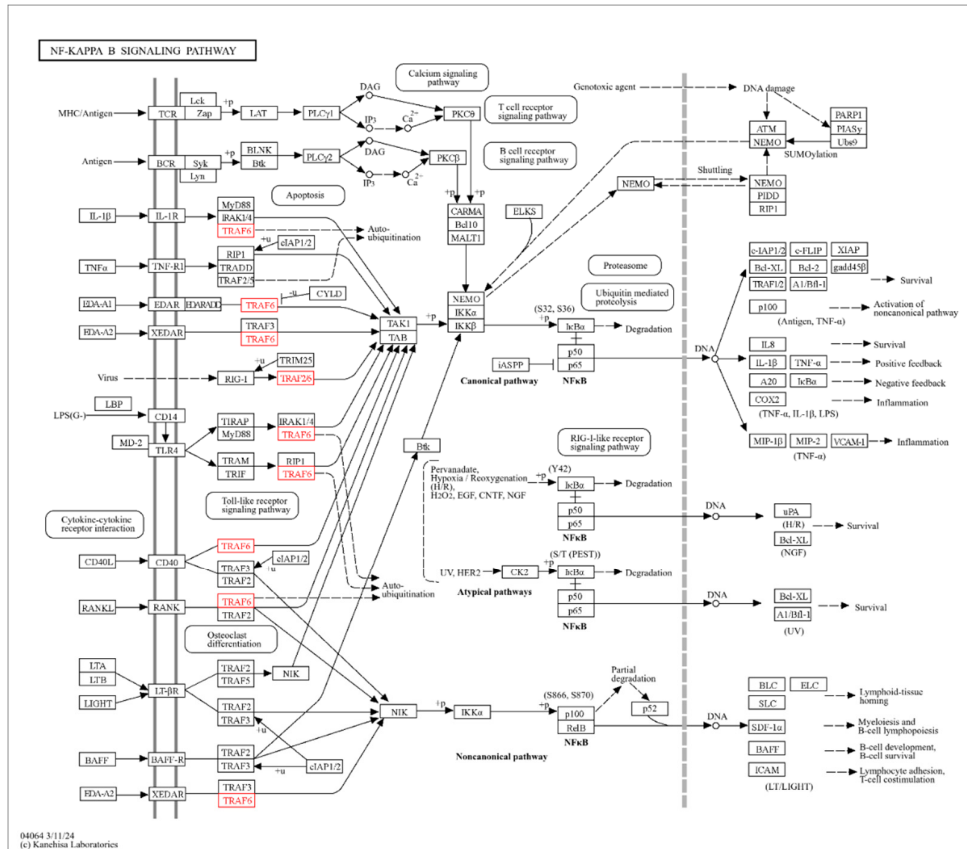 NF-KAPPA B SIGNALING PATHWAY
MHC/Antigen
TCR
Lck
Zap
+p
LAT
PLCγ1
DAG
IP3
Ca2+
PKCθ
Calcium signaling
pathway
T cell receptor
signaling pathway
Genotoxic agent
DNA damage
ATM
NEMO
PARP1
PIASy
Ubs9
SUMOylation
Antigen
BCR
Syk
Lyn
+p
BLNK
Btk
PLCγ2
DAG
IP3
Ca2+
PKCβ
B cell receptor
signaling pathway
+p
+p
CARMA
Bcl10
MALT1
ELKS
NEMO
Shuttling
NEMO
PIDD
RIP1
Apoptosis
IL-1β
IL-1R
MyD88
IRAK1/4
TRAF6
Auto-
ubiquitination
TNFα
TNF-R1
RIP1
TRADD
TRAF2/5
+u
cIAP1/2
EDA-A1
EDAR
EDARADD
TRAF6
-u
CYLD
EDA-A2
XEDAR
TRAF3
TRAF6
TAK1
TAB
+p
NEMO
IKKα
IKKβ
Proteasome
Ubiquitin mediated
proteolysis
(S32, S36)
+p
IκBα
Degradation
p50
p65
NFκB
iASPP
Canonical pathway
Virus
RIG-1
+u
TRIM25
TRAF2/6
DNA
c-IAP1/2
c-FLIP
XIAP
Bcl-XL
Bcl-2
gadd45β
TRAF1/2
A1/Bfl-1
Survival
p100
(Antigen, TNF-α)
Activation of
noncanonical pathway
IL8
Survival
IL-1β
TNF-α
Positive feedback
A20
IκBα
Negative feedback
COX2
Inflammation
(TNF-α, IL-1β, LPS)
MIP-1β
MIP-2
VCAM-1
(TNF-α)
Inflammation
LPS(G-)
LBP
CD14
MD-2
TLR4
TIRAP
MyD88
IRAK1/4
TRAF6
TRAM
TRIF
RIP1
TRAF6
Toll-like receptor
signaling pathway
Btk
RIG-I-like receptor
signaling pathway
Pervanadate,
Hypoxia / Reoxygenation
(H/R),
H2O2, EGF, CNTF, NGF
+p
(Y42)
IκBα
Degradation
p50
p65
NFκB
DNA
uPA
(H/R)
Bcl-XL
(NGF)
Survival
Cytokine-cytokine
receptor interaction
CD40L
CD40
TRAF6
TRAF3
TRAF2
+u
cIAP1/2
Auto-
ubiquitination
UV, HER2
CK2
(S/T (PEST))
+p
IκBα
Degradation
p50
p65
NFκB
Atypical pathways
DNA
Bcl-XL
A1/Bfl-1
(UV)
Survival
RANKL
RANK
TRAF6
TRAF2
Osteoclast
differentiation
LTA
LTB
LIGHT
LT-βR
TRAF2
TRAF5
NIK
TRAF2
TRAF3
+u
NIK
+p
IKKα
+p
(S866, S870)
p100
RelB
NFκB
Partial
degradation
p52
DNA
Noncanonical pathway
BLC
ELC
SLC
Lymphoid-tissue
homing
SDF-1α
Myeloiesis and
B-cell lymphopoiesis
BAFF
B-cell development,
B-cell survival
ICAM
(LT/LIGHT)
Lymphocyte adhesion,
T-cell costimulation
BAFF
BAFF-R
TRAF2
TRAF3
+u
cIAP1/2
EDA-A2
XEDAR
TRAF3
TRAF6
04064 3/11/24
(c) Kanehisa Laboratories